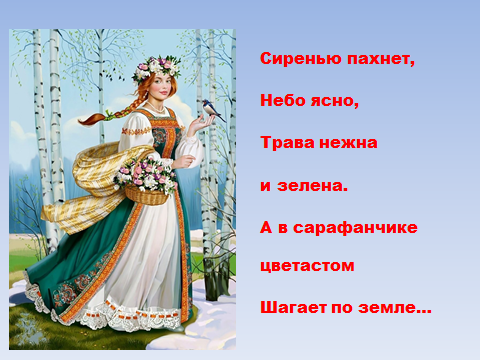 Сиренью пахнет,
Небо ясно,
Трава нежна
и зелена.
А в сарафанчике
цветастом
Шагает по земле...